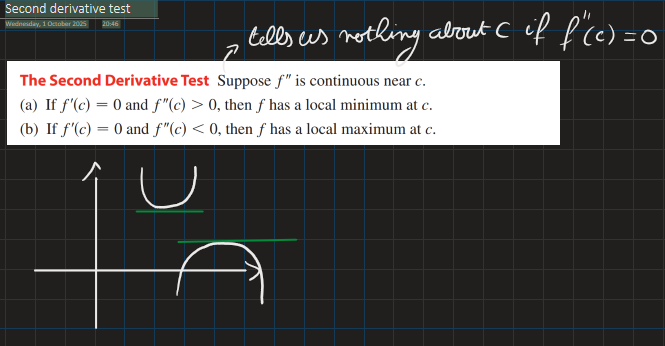 Second derivative test
Wednesday, 1 October 2025 20:46
tells us nothing about c if f''(c) = 0
The Second Derivative Test Suppose f″ is continuous near c.
(a) If f′(c) = 0 and f″(c) > 0, then f has a local minimum at c.
(b) If f′(c) = 0 and f″(c) < 0, then f has a local maximum at c.